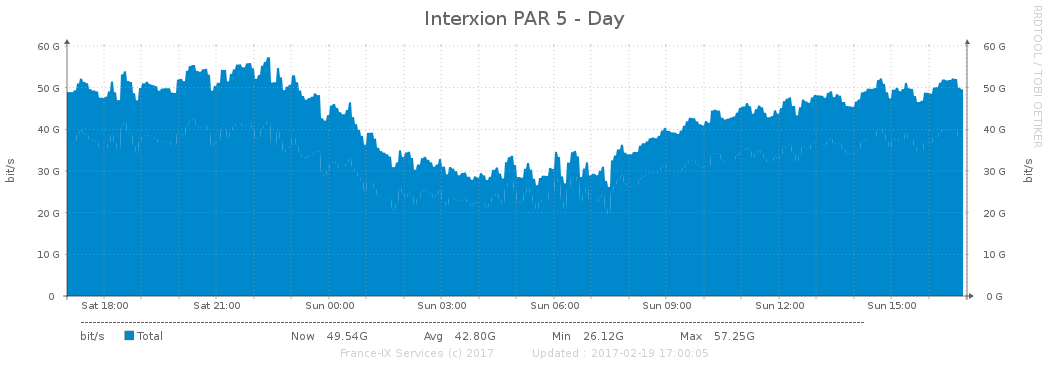 Interxion PAR 5 - Day
RRDTOOL / TOBI OETIKER
60 G 60 G
50 G 50 G
40 G 40 G
30 G 30 G
20 G 20 G
10 G 10 G
0 0 G
bit/s bit/s
Sat 18:00 Sat 21:00 Sun 00:00 Sun 03:00 Sun 06:00 Sun 09:00 Sun 12:00 Sun 15:00
bit/s Total Now 49.54G Avg 42.80G Min 26.12G Max 57.25G
France-IX Services (c) 2017 Updated : 2017-02-19 17:00:05